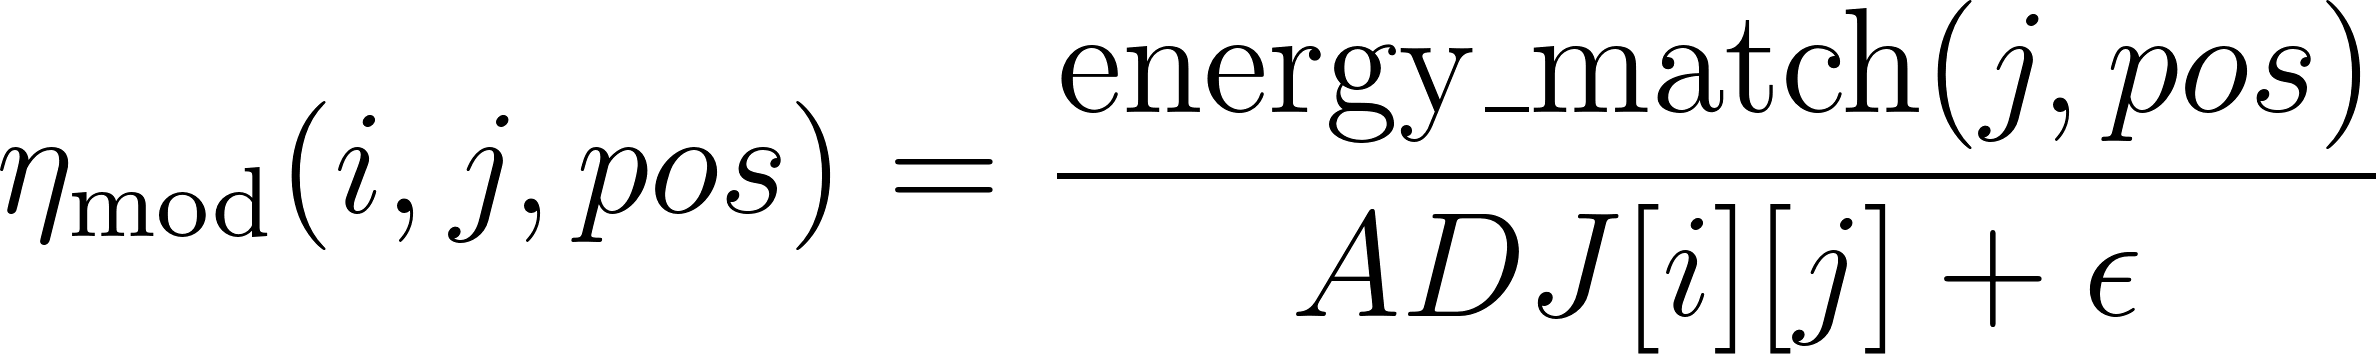 η_mod(i, j, pos) = energy_match(j, pos) / ADJ[i][j] + ϵ